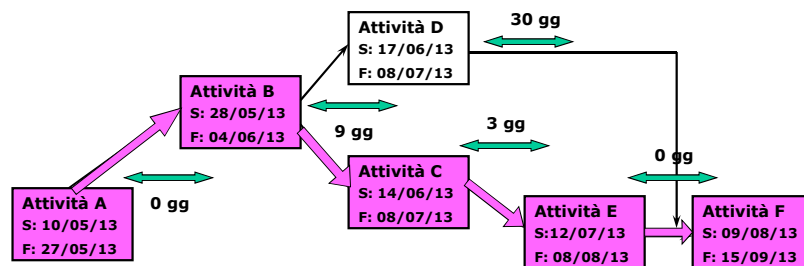 Attività D
S: 17/06/13
F: 08/07/13
30 gg
Attività B
S: 28/05/13
F: 04/06/13
9 gg
3 gg
Attività C
S: 14/06/13
F: 08/07/13
0 gg
Attività A
S: 10/05/13
F: 27/05/13
0 gg
Attività E
S:12/07/13
F: 08/08/13
Attività F
S: 09/08/13
F: 15/09/13